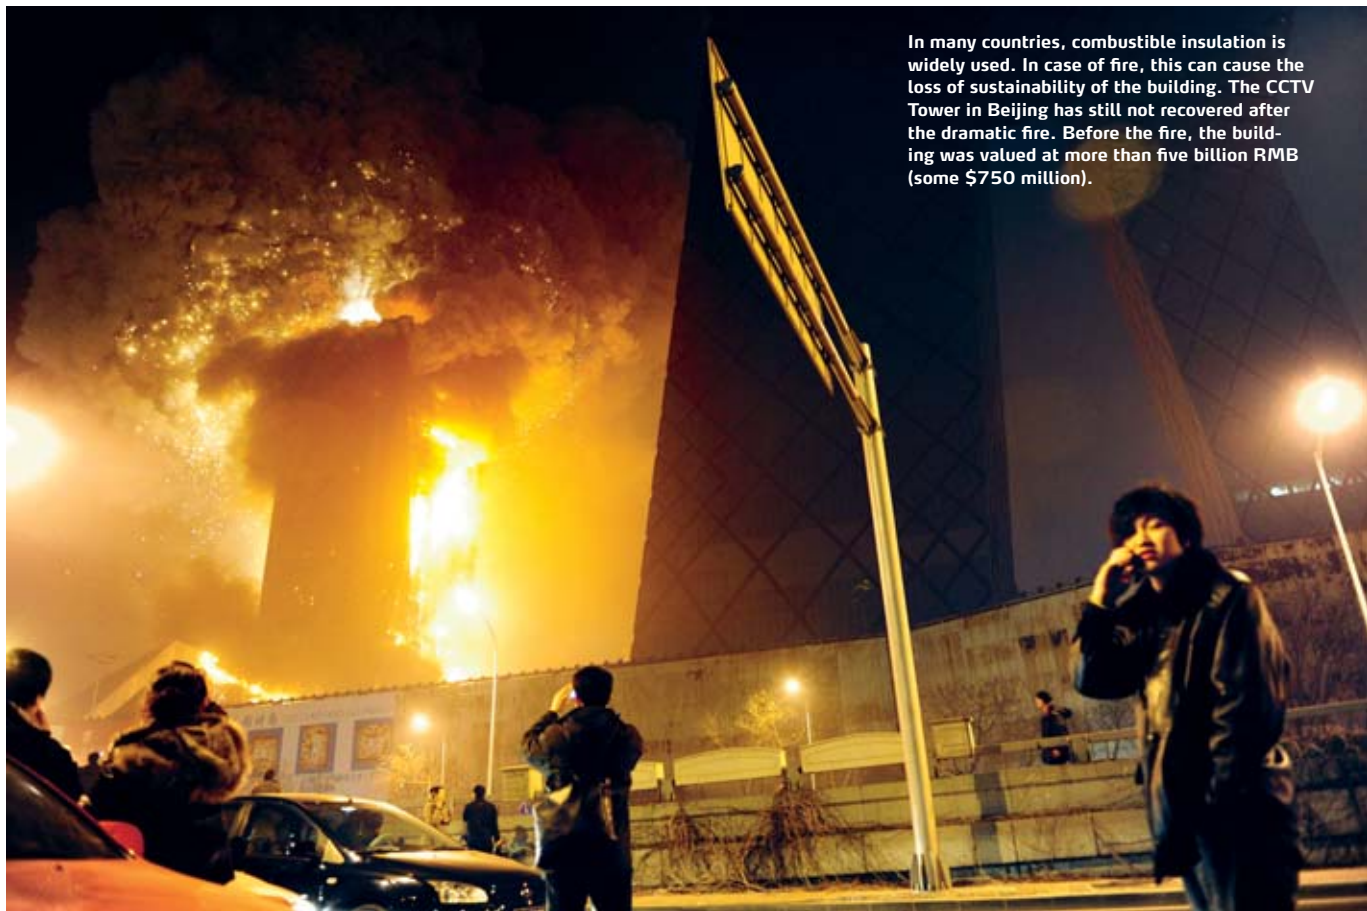 In many countries, combustible insulation is
widely used. In case of fire, this can cause the
loss of sustainability of the building. The CCTV
Tower in Beijing has still not recovered after
the dramatic fire. Before the fire, the build-
ing was valued at more than five billion RMB
(some $750 million).